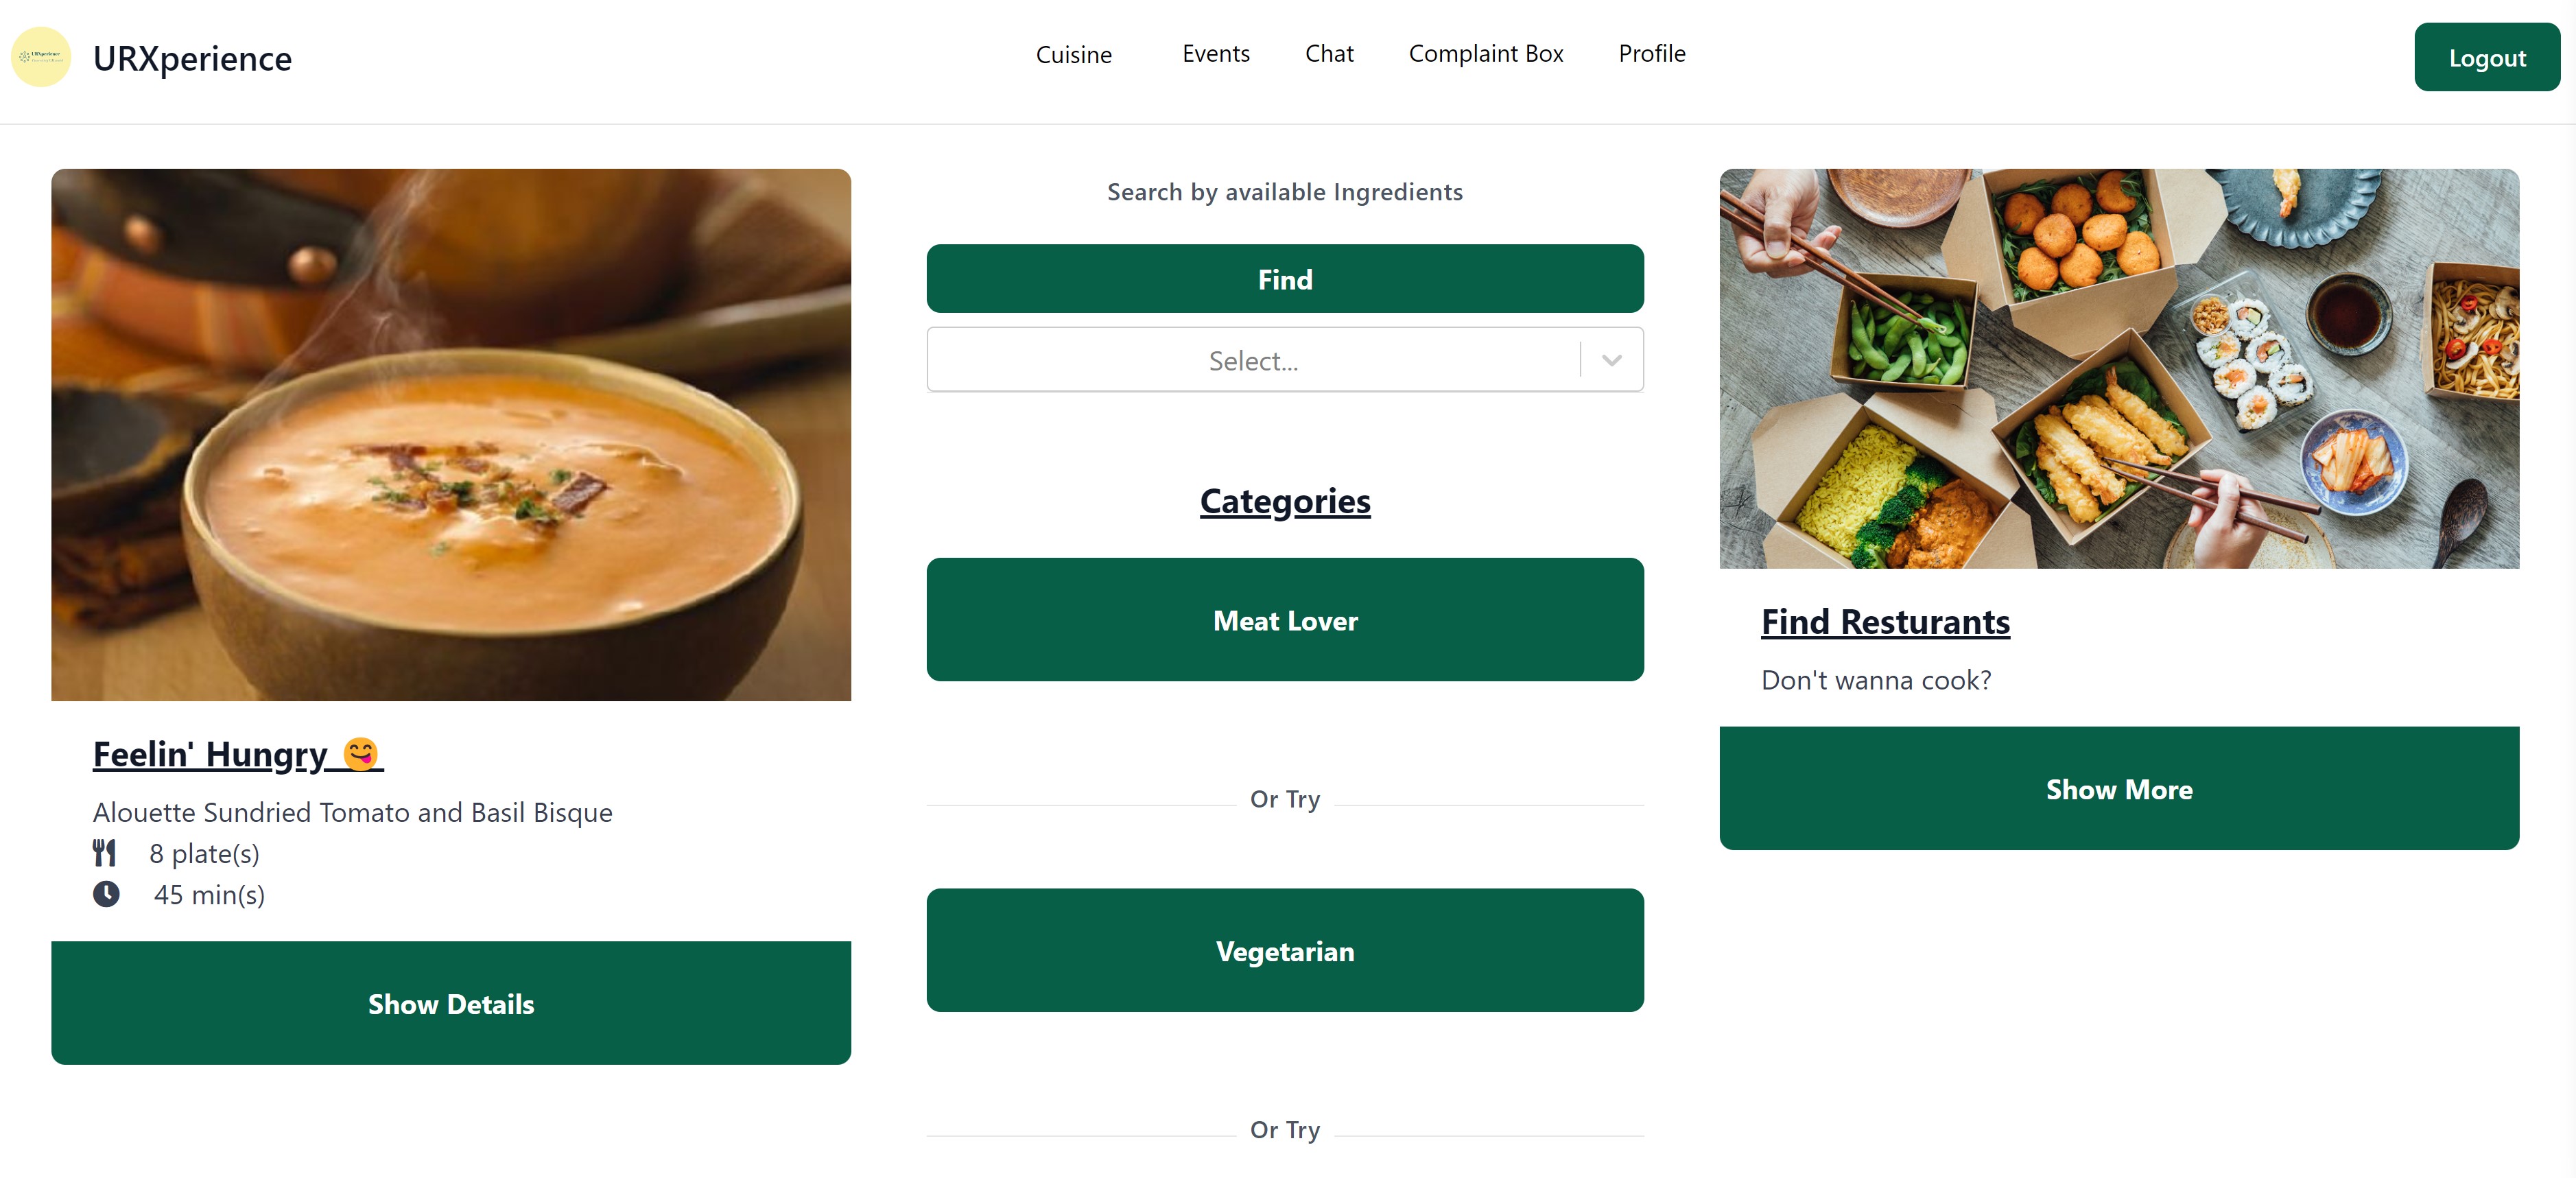 URXperience
URXperience
Cuisine
Events
Chat
Complaint Box
Profile
Logout
Feelin' Hungry 😋
Alouette Sundried Tomato and Basil Bisque
8 plate(s)
45 min(s)
Show Details
Search by available Ingredients
Find
Select...
Categories
Meat Lover
Or Try
Vegetarian
Or Try
Find Resturants
Don't wanna cook?
Show More